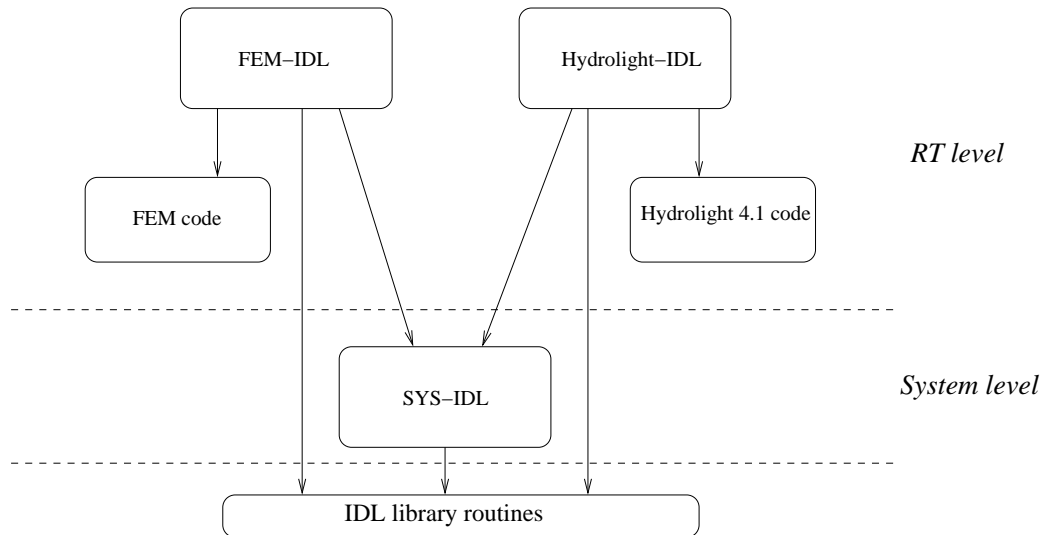 FEM−IDL
Hydrolight−IDL
RT level
FEM code
Hydrolight 4.1 code
System level
SYS−IDL
IDL library routines